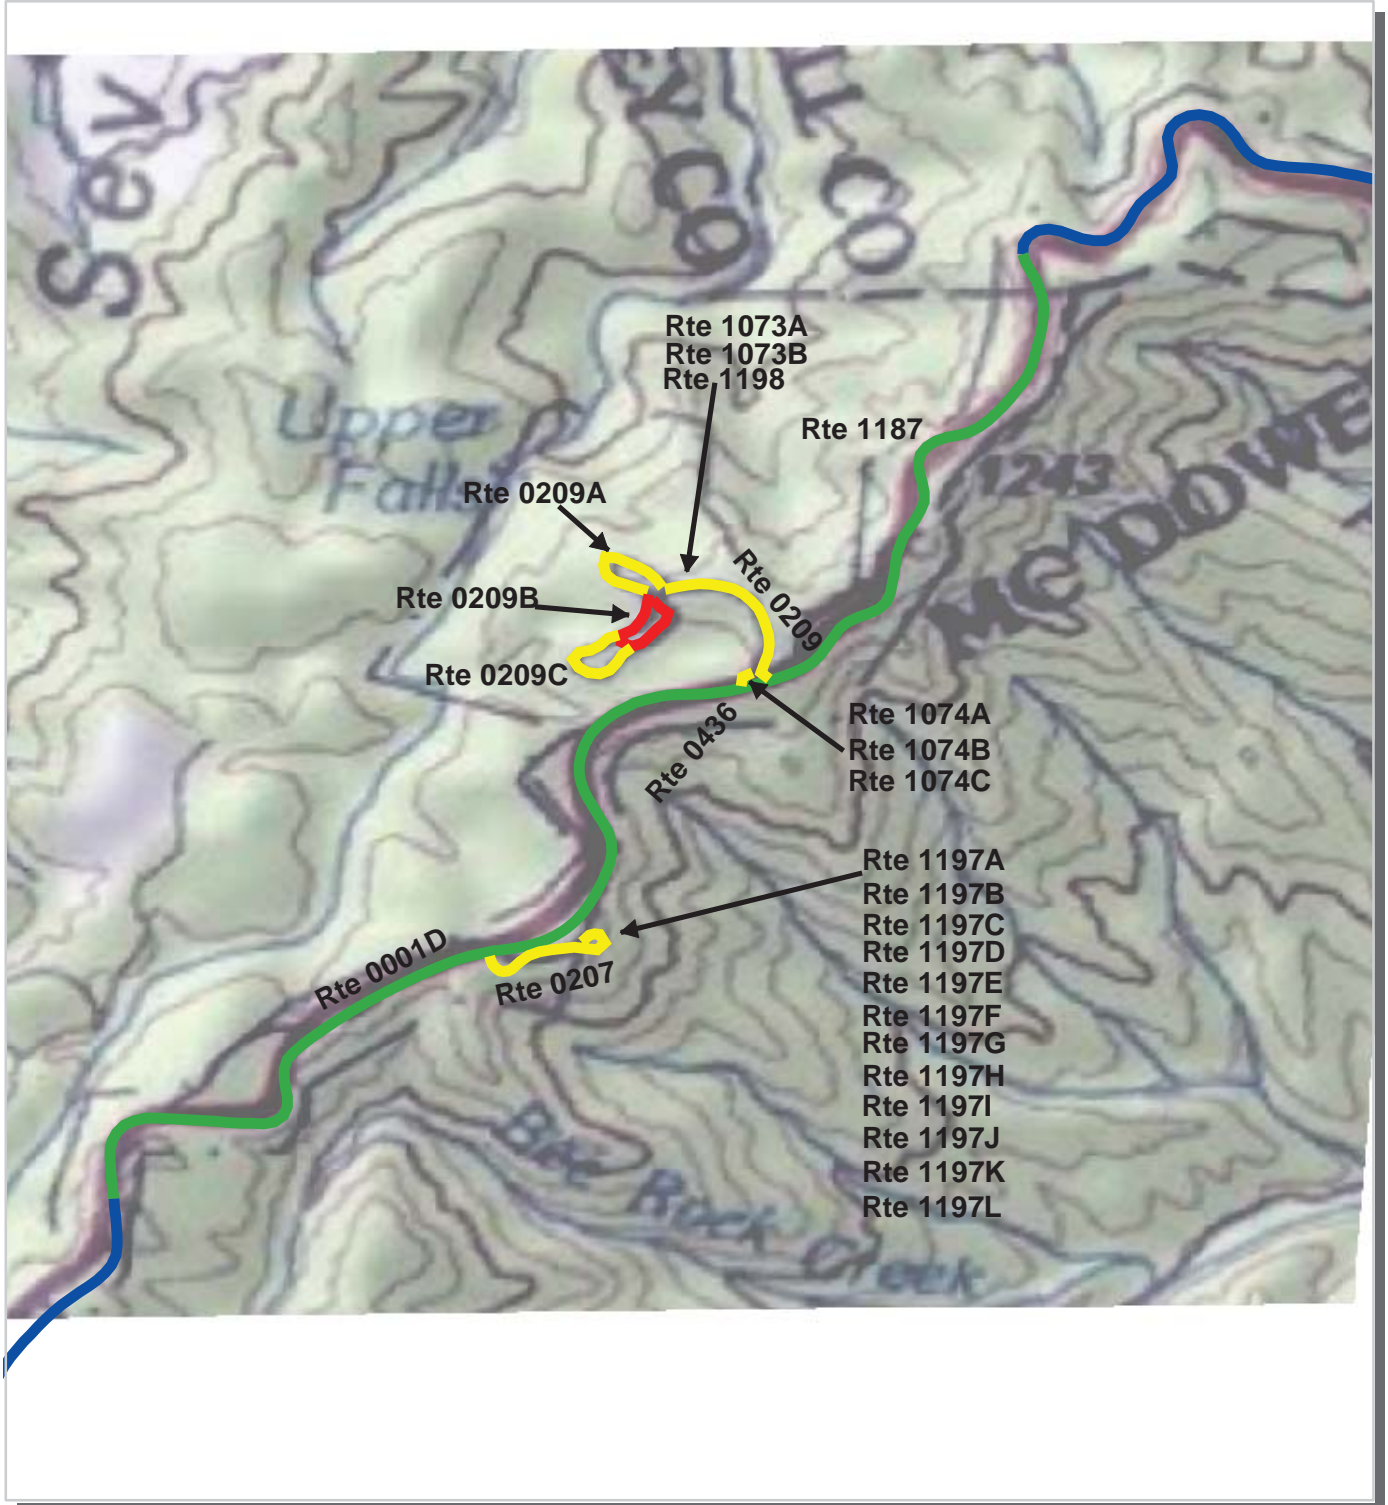 Sev
ey Co
Co
Rte 1073A
Rte 1073B
Rte 1198
Upper
Falls
Rte 1187
1243
MC DOWE
Rte 0209A
Rte 0209
Rte 0209B
Rte 0209C
Rte 0436
Rte 1074A
Rte 1074B
Rte 1074C
Rte 1197A
Rte 1197B
Rte 1197C
Rte 1197D
Rte 1197E
Rte 1197F
Rte 1197G
Rte 1197H
Rte 1197I
Rte 1197J
Rte 1197K
Rte 1197L
Rte 0001D
Rte 0207
Rock Creek